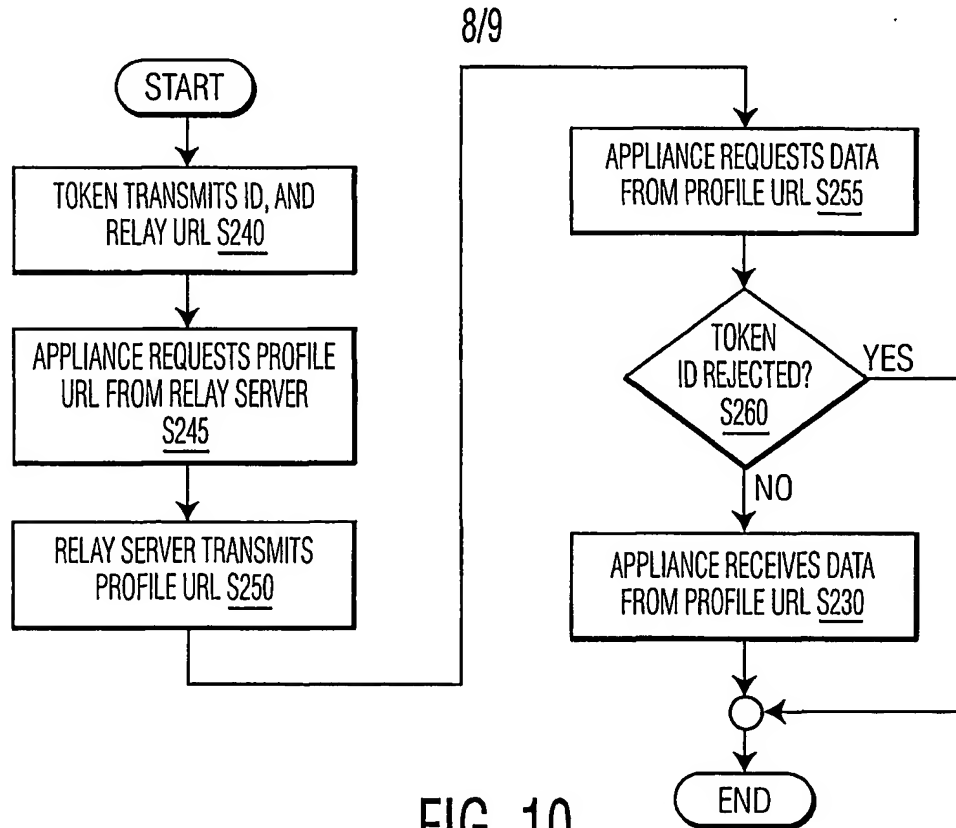 8/9
START
TOKEN TRANSMITS ID, AND
RELAY URL S240
APPLIANCE REQUESTS PROFILE
URL FROM RELAY SERVER
S245
RELAY SERVER TRANSMITS
PROFILE URL S250
APPLIANCE REQUESTS DATA
FROM PROFILE URL S255
TOKEN
ID REJECTED?
S260
YES
NO
APPLIANCE RECEIVES DATA
FROM PROFILE URL S230
END
FIG. 10